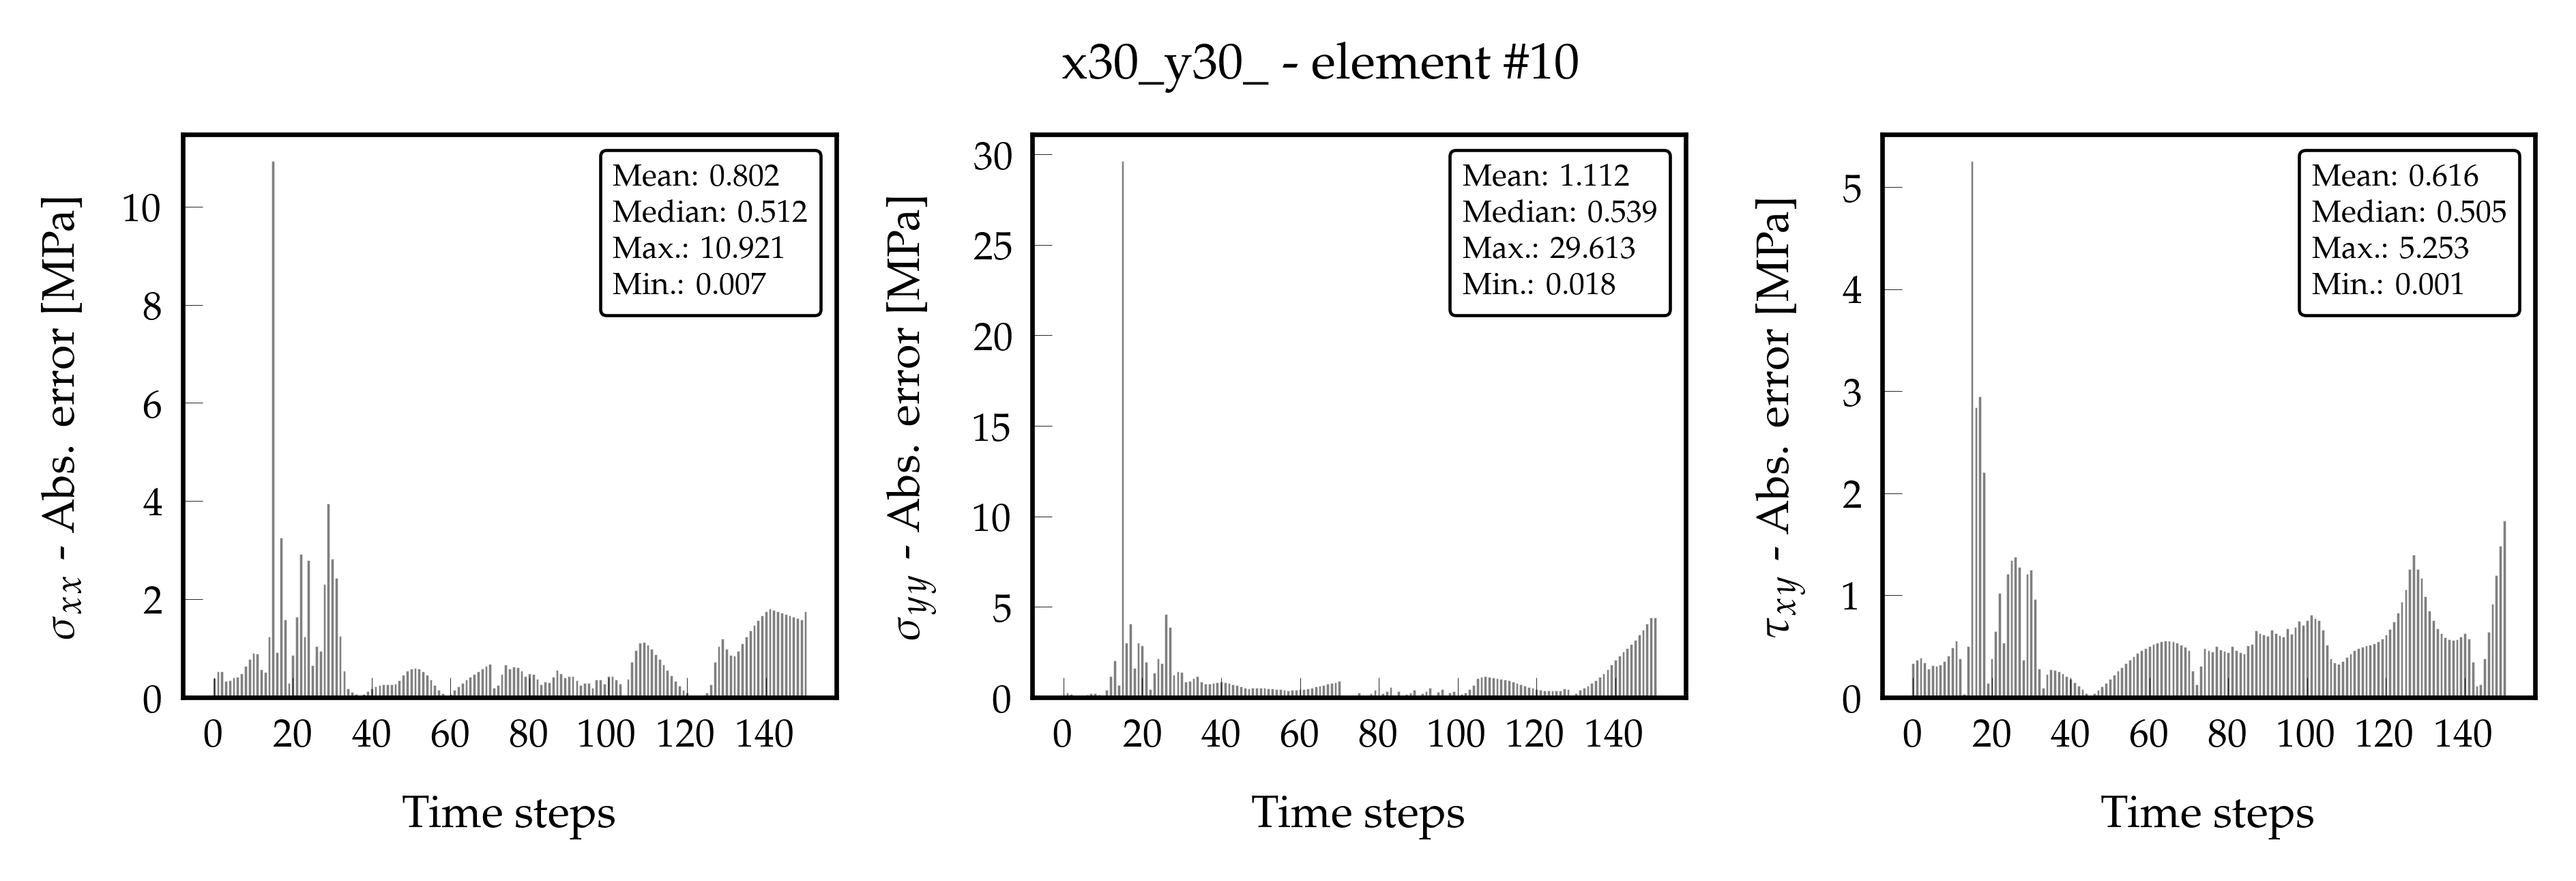 x30_y30_ - element #10
σxx - Abs. error [MPa]
10
8
6
4
2
0
Mean: 0.802
Median: 0.512
Max.: 10.921
Min.: 0.007
0 20 40 60 80 100 120 140
Time steps
σyy - Abs. error [MPa]
30
25
20
15
10
5
0
Mean: 1.112
Median: 0.539
Max.: 29.613
Min.: 0.018
0 20 40 60 80 100 120 140
Time steps
τxy - Abs. error [MPa]
5
4
3
2
1
0
Mean: 0.616
Median: 0.505
Max.: 5.253
Min.: 0.001
0 20 40 60 80 100 120 140
Time steps